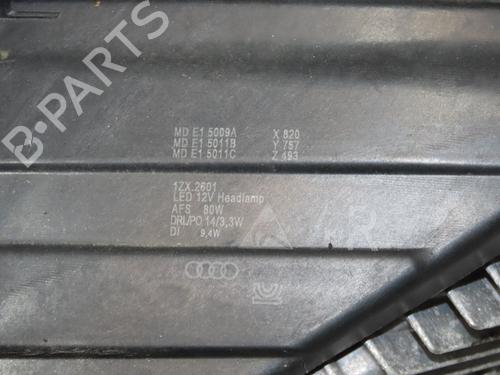 B-PARTS
MD E1 5009A X 820
MD E1 5011B Y 757
MD E1 5011C Z 493
1ZX.2601
LED 12V Headlamp
AFS 80W
DRL/PO 14/3,3W
DI 9,4W